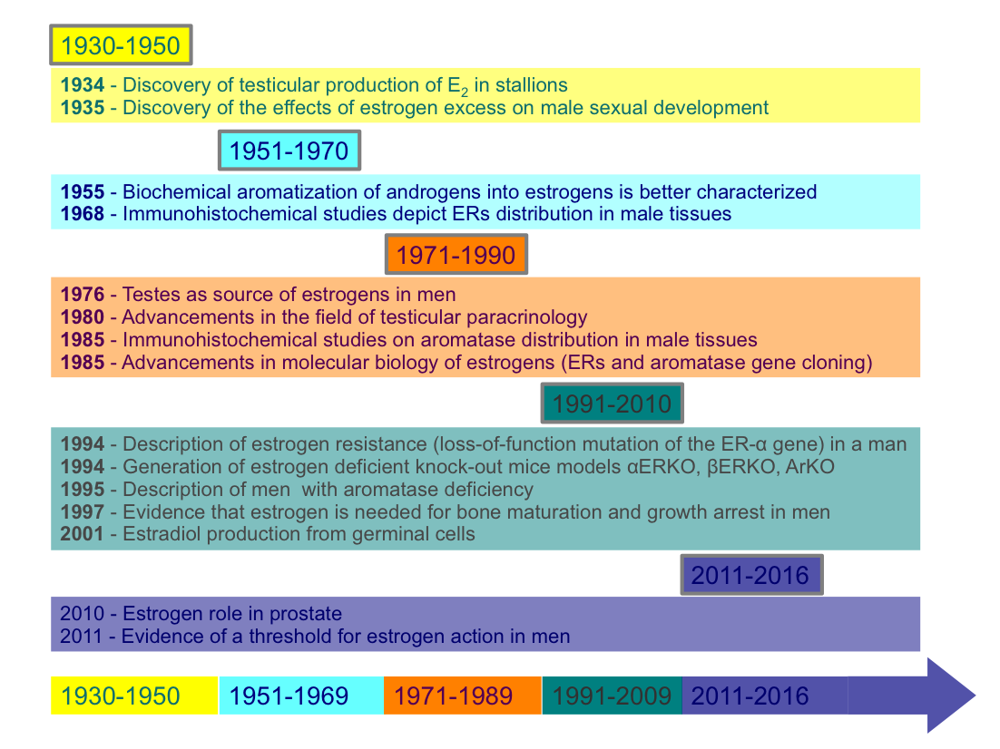 1930-1950
1934 - Discovery of testicular production of E₂ in stallions
1935 - Discovery of the effects of estrogen excess on male sexual development
1951-1970
1955 - Biochemical aromatization of androgens into estrogens is better characterized
1968 - Immunohistochemical studies depict ERs distribution in male tissues
1971-1990
1976 - Testes as source of estrogens in men
1980 - Advancements in the field of testicular paracrinology
1985 - Immunohistochemical studies on aromatase distribution in male tissues
1985 - Advancements in molecular biology of estrogens (ERs and aromatase gene cloning)
1991-2010
1994 - Description of estrogen resistance (loss-of-function mutation of the ER-α gene) in a man
1994 - Generation of estrogen deficient knock-out mice models αERKO, βERKO, ArKO
1995 - Description of men  with aromatase deficiency
1997 - Evidence that estrogen is needed for bone maturation and growth arrest in men
2001 - Estradiol production from germinal cells
2011-2016
2010 - Estrogen role in prostate
2011 - Evidence of a threshold for estrogen action in men
1930-1950 1951-1969 1971-1989 1991-2009 2011-2016